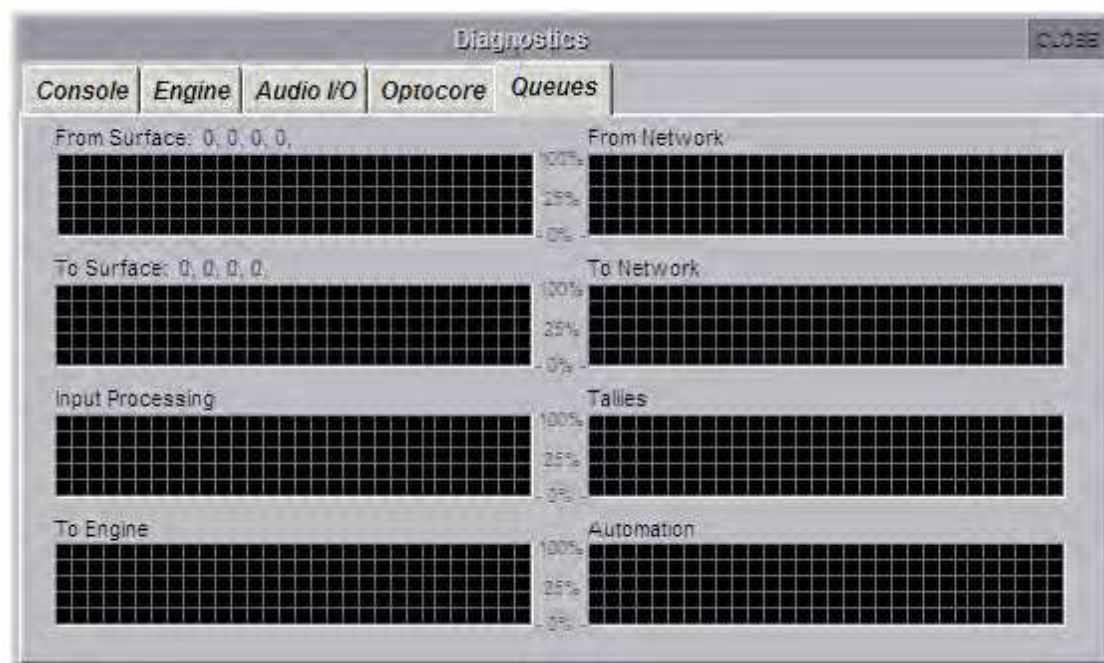 Diagnostics CLOSE
Console Engine Audio I/O Optocore Queues
From Surface: 0, 0, 0, 0, From Network
100%
25%
- 0% -
To Surface: 0, 0, 0, 0, To Network
100%
25%
- 0% -
Input Processing Tallies
100%
25%
- 0% -
To Engine Automation
100%
25%
- 0% -